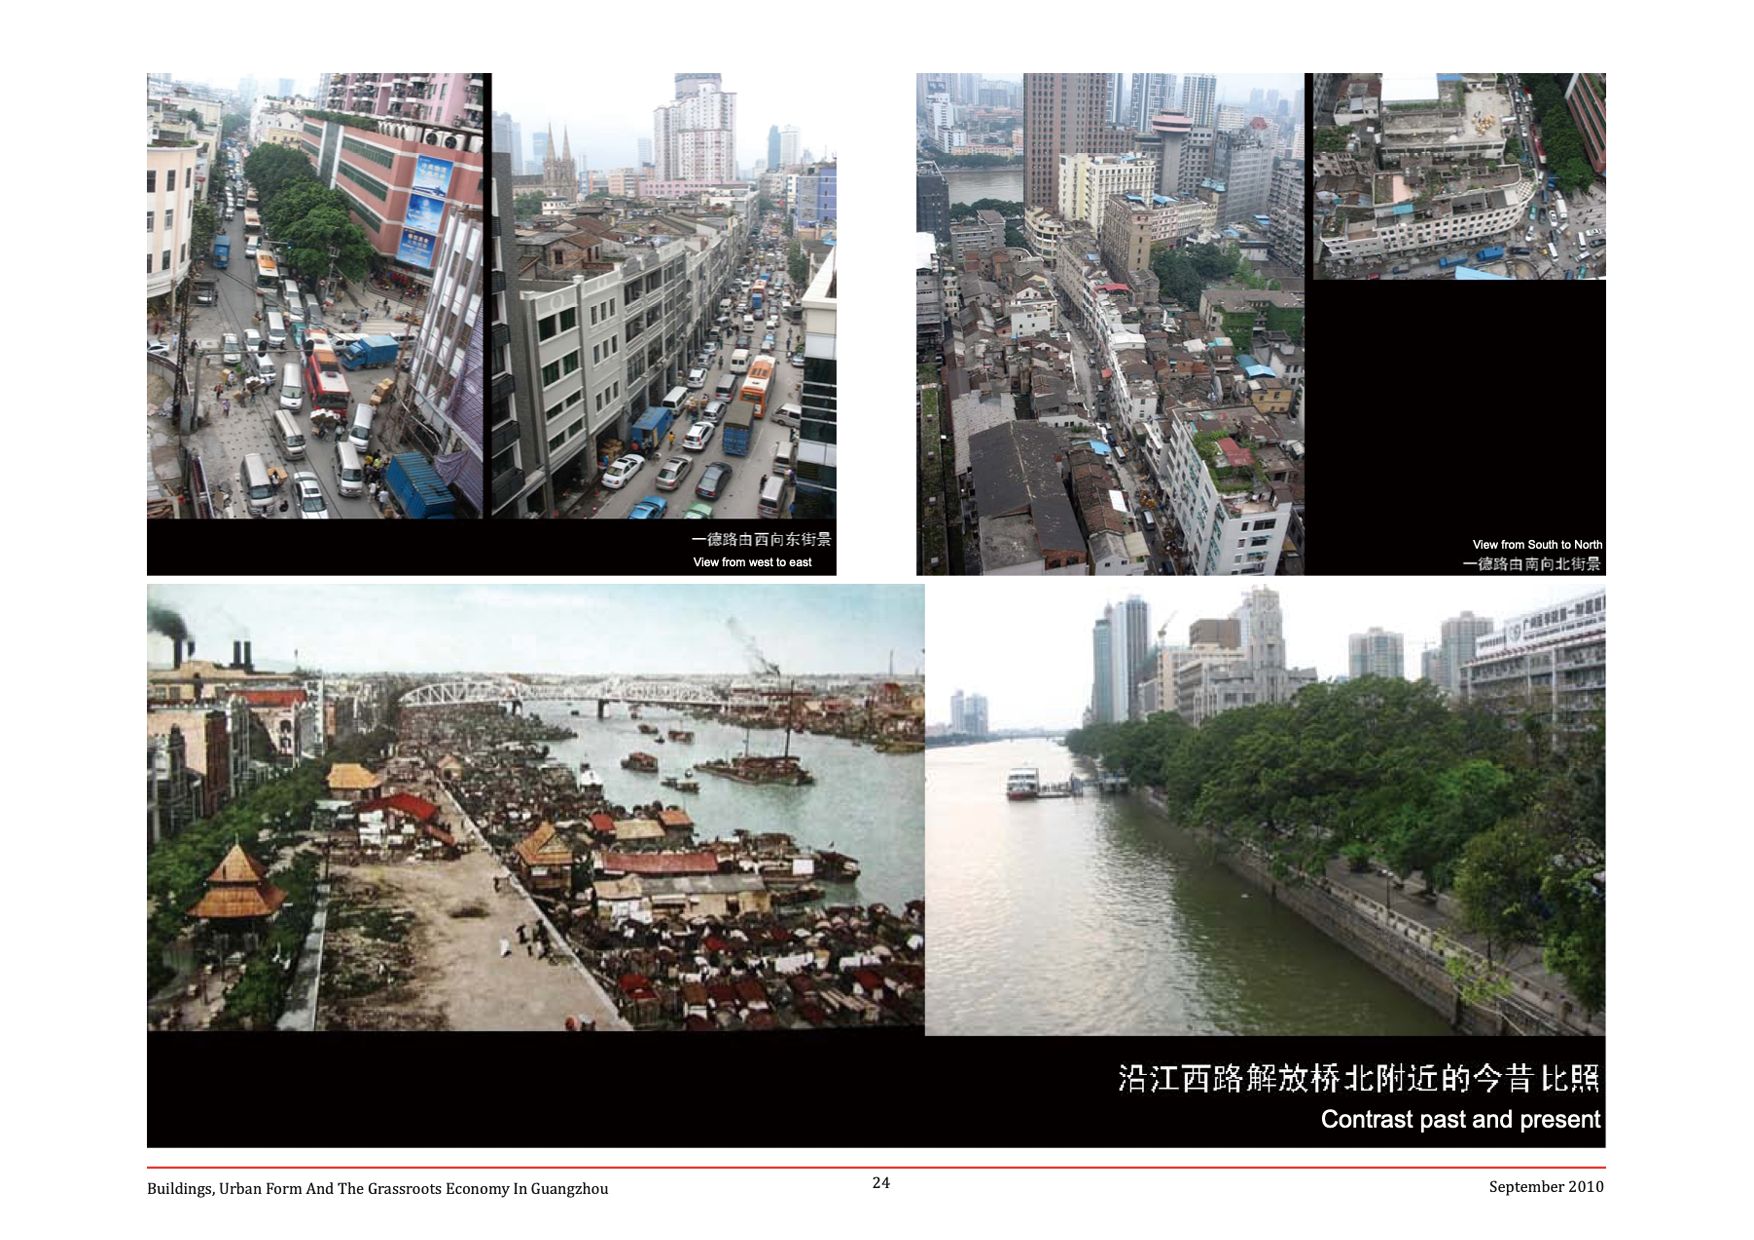 一德路由西向东街景
View from west to east
View from South to North
一德路由南向北街景
沿江西路解放桥北附近的今昔比照
Contrast past and present
Buildings, Urban Form And The Grassroots Economy In Guangzhou
24
September 2010